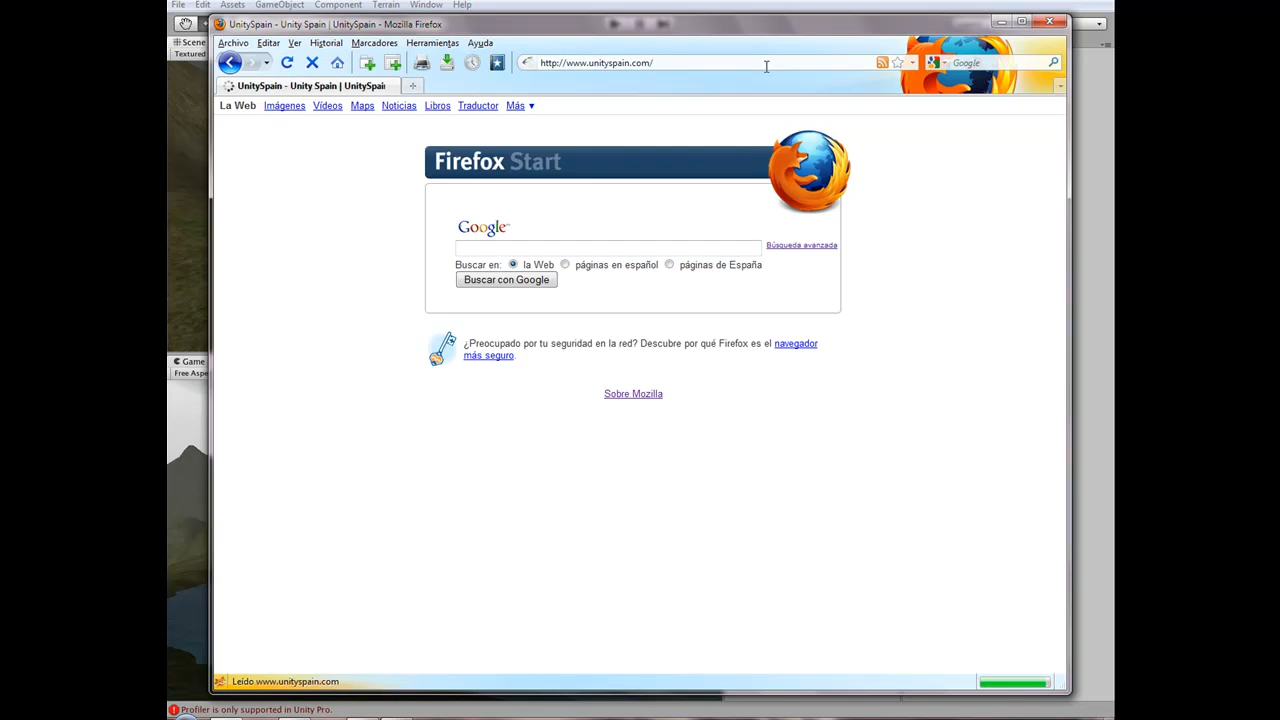 File Edit Assets GameObject Component Terrain Window Help
UnitySpain - Unity Spain | UnitySpain - Mozilla Firefox
Archivo Editar Ver Historial Marcadores Herramientas Ayuda
http://www.unityspain.com/
Google
UnitySpain - Unity Spain | UnitySpai
La Web Imágenes Vídeos Maps Noticias Libros Traductor Más ▼
Scene
Textured
Firefox Start
Google™
Búsqueda avanzada
Buscar en: la Web páginas en español páginas de España
Buscar con Google
¿Preocupado por tu seguridad en la red? Descubre por qué Firefox es el navegador
más seguro.
Game
Free Aspe
Sobre Mozilla
Leído www.unityspain.com
Profiler is only supported in Unity Pro.